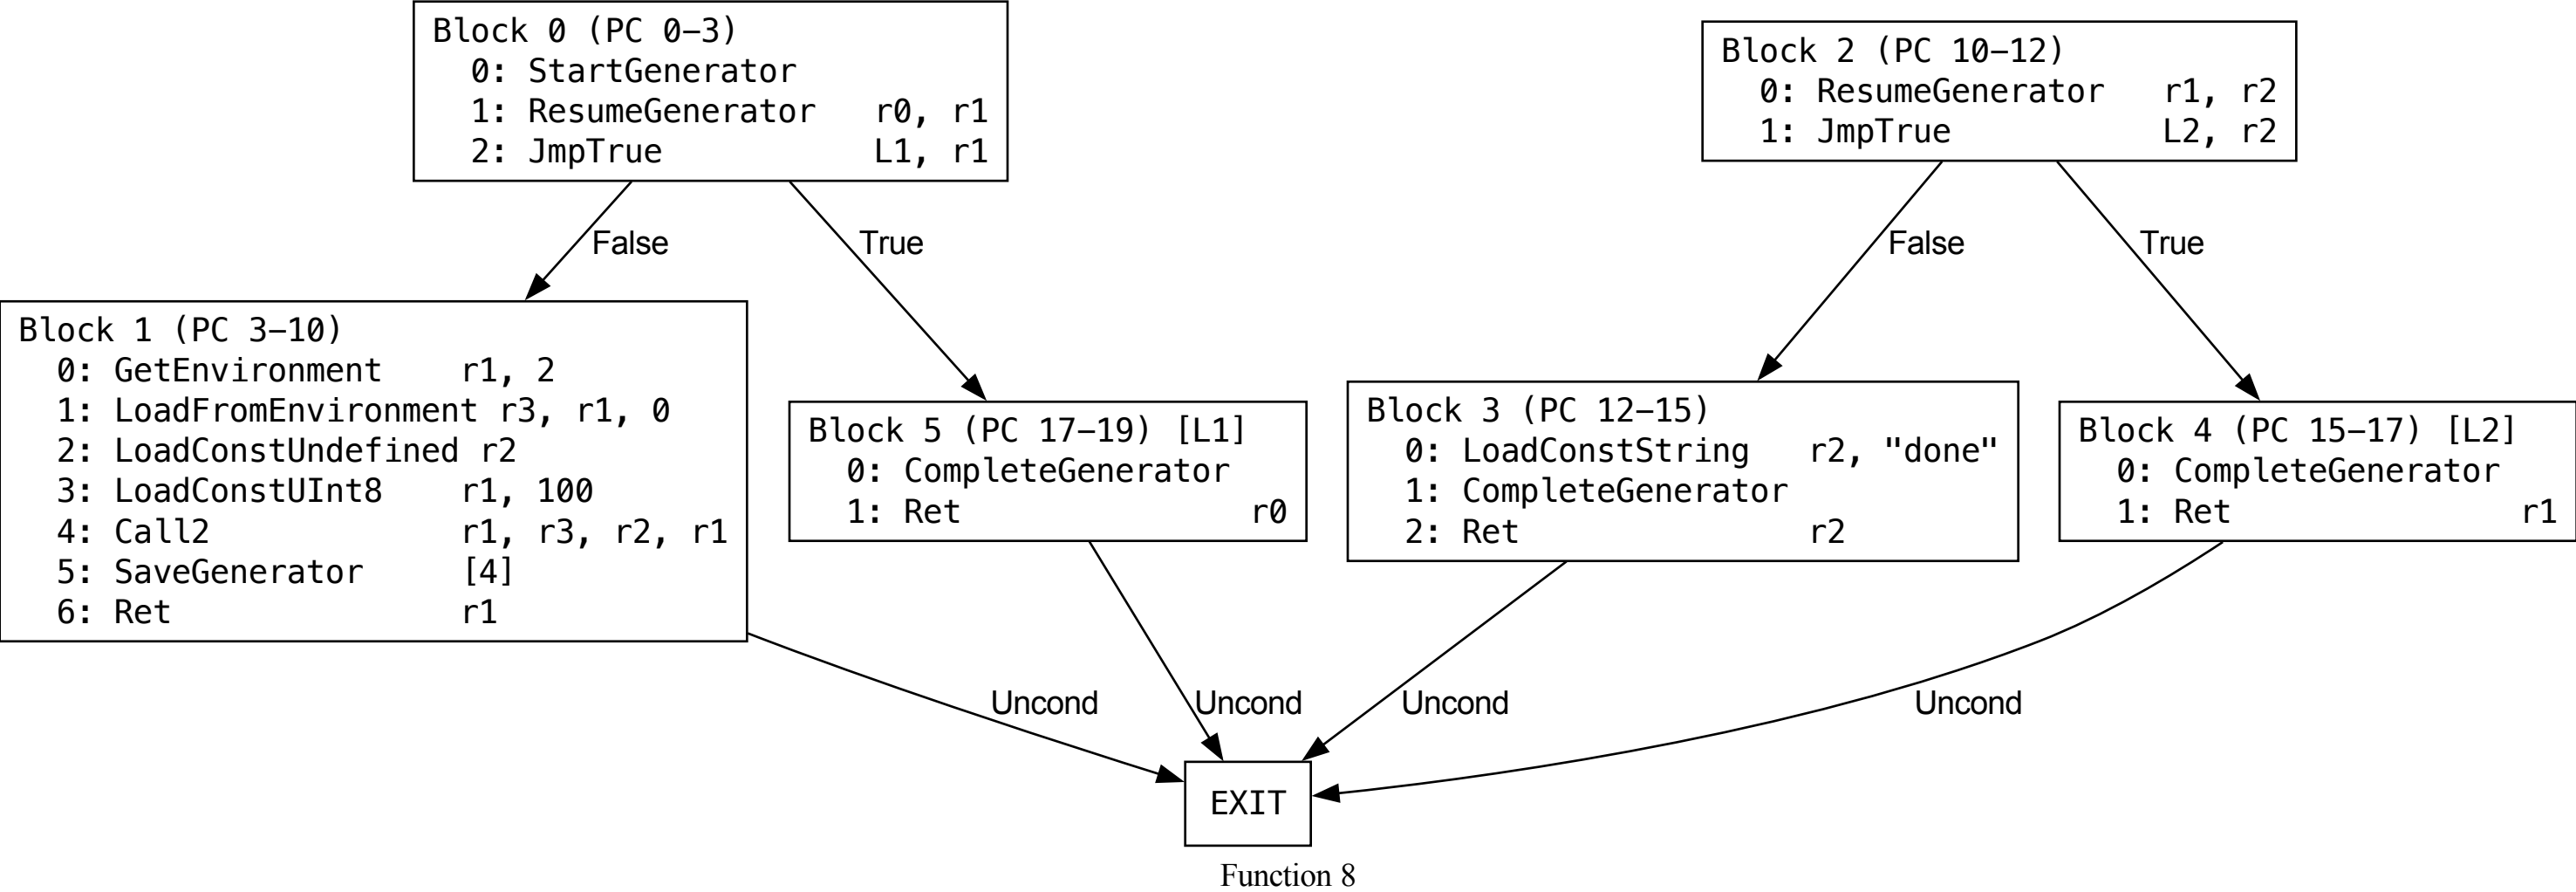 Block 0 (PC 0–3)
0: StartGenerator
1: ResumeGenerator r0, r1
2: JmpTrue L1, r1
Block 2 (PC 10–12)
0: ResumeGenerator r1, r2
1: JmpTrue L2, r2
False
True
False
True
Block 1 (PC 3–10)
0: GetEnvironment r1, 2
1: LoadFromEnvironment r3, r1, 0
2: LoadConstUndefined r2
3: LoadConstUInt8 r1, 100
4: Call2 r1, r3, r2, r1
5: SaveGenerator [4]
6: Ret r1
Block 5 (PC 17–19) [L1]
0: CompleteGenerator
1: Ret r0
Block 3 (PC 12–15)
0: LoadConstString r2, "done"
1: CompleteGenerator
2: Ret r2
Block 4 (PC 15–17) [L2]
0: CompleteGenerator
1: Ret r1
Uncond
Uncond
Uncond
Uncond
EXIT
Function 8